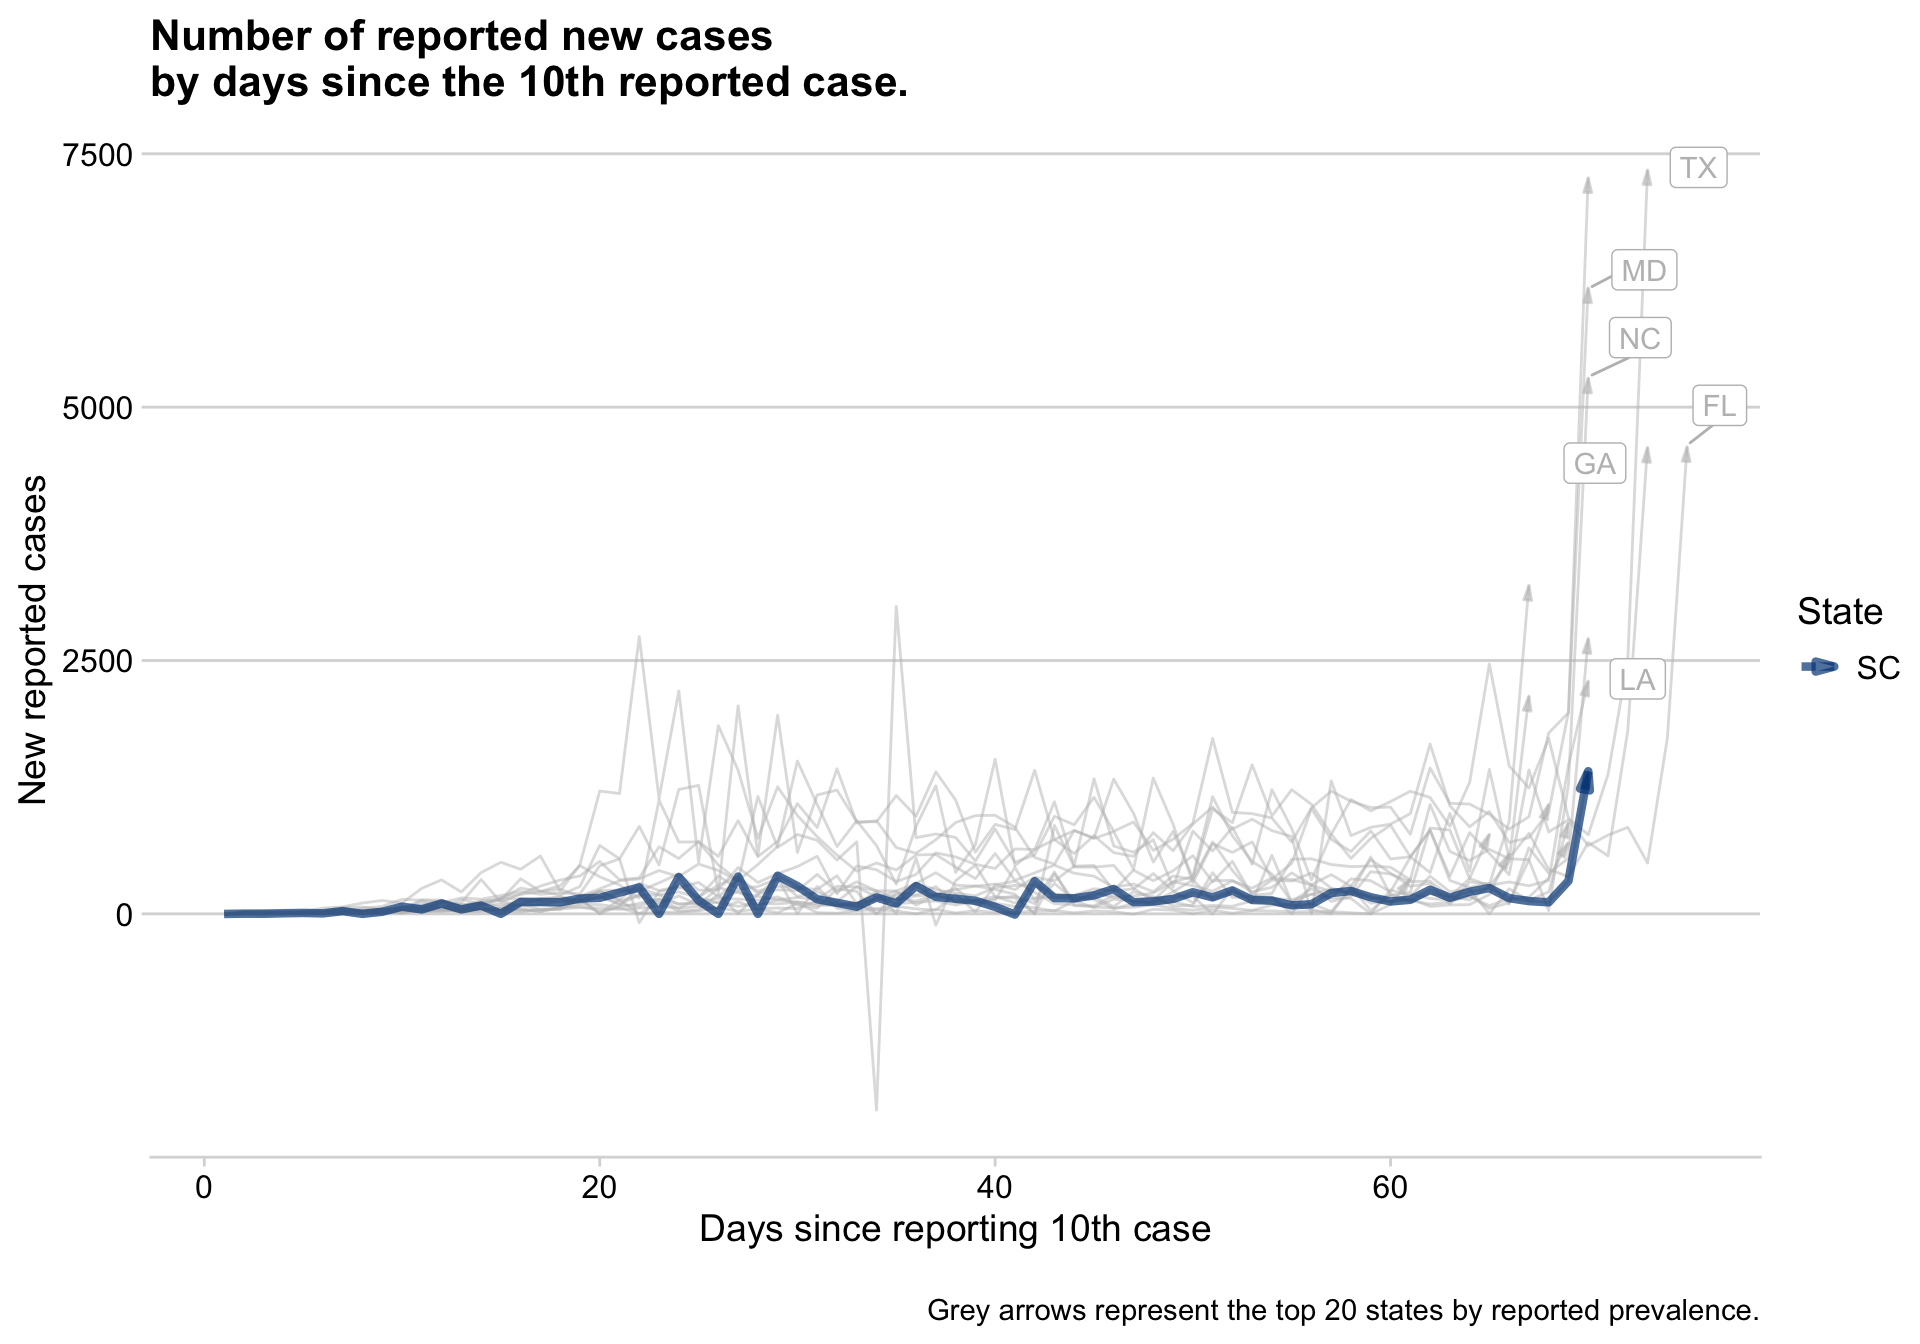 Number of reported new cases
by days since the 10th reported case.
7500
TX
MD
NC
5000
FL
GA
New reported cases
State
2500
LA
SC
0
0
20
40
60
Days since reporting 10th case
Grey arrows represent the top 20 states by reported prevalence.